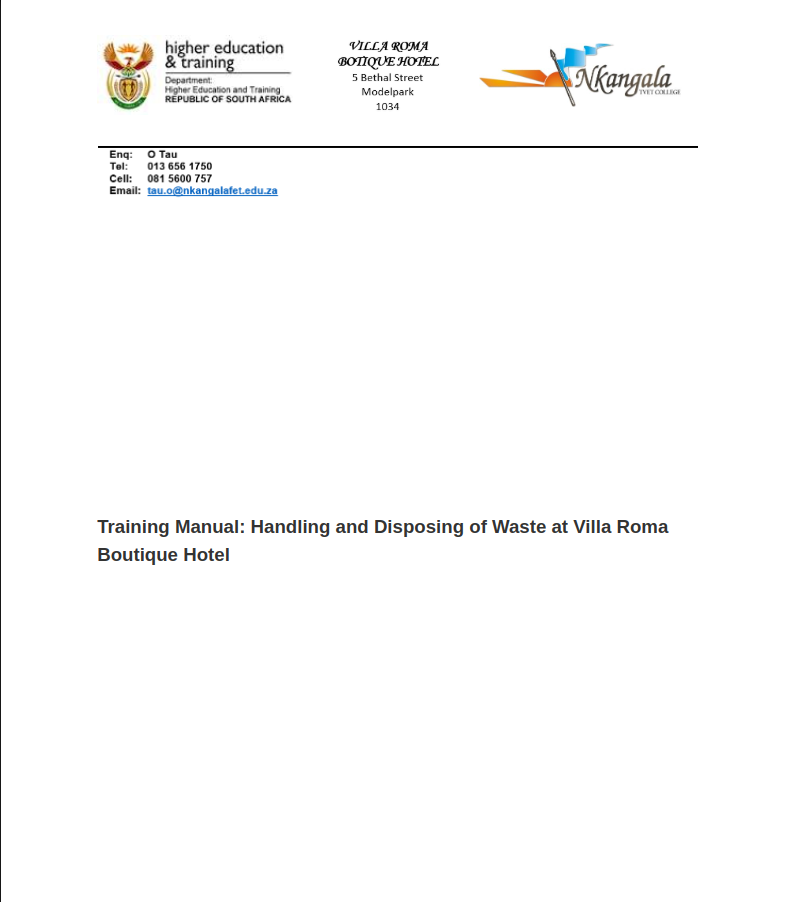 higher education
& training
Department:
Higher Education and Training
REPUBLIC OF SOUTH AFRICA
VILLA ROMA
BOTIQUE HOTEL
5 Bethal Street
Modelpark
1034
Nkangala
TVET COLLEGE
Enq: O Tau
Tel: 013 656 1750
Cell: 081 5600 757
Email: tau.o@nkangalafet.edu.za
Training Manual: Handling and Disposing of Waste at Villa Roma
Boutique Hotel